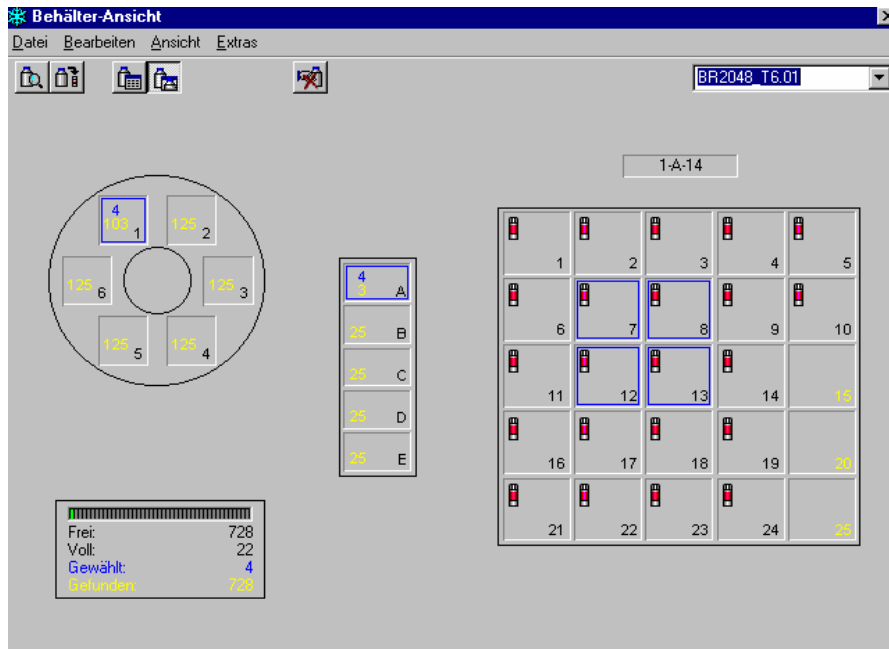 Behälter-Ansicht
Datei Bearbeiten Ansicht Extras
BR2048_T6.01
1-A-14
4
103 1
125 2
125 6
125 3
125 5
125 4
4
3 A
25 B
25 C
25 D
25 E
1 2 3 4 5
6 7 8 9 10
11 12 13 14 15
16 17 18 19 20
21 22 23 24 25
Frei: 728
Voll: 22
Gewählt: 4
Gefunden: 728